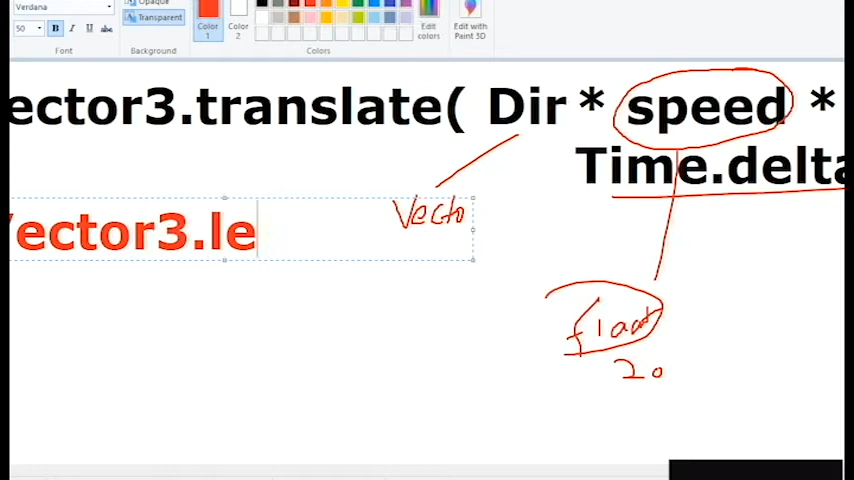 Verdana
Opaque
50 B I U abc
Transparent
Color 1
Color 2
Edit colors
Edit with Paint 3D
Font
Background
Colors
ector3.translate( Dir * speed *
Time.delta
Vecto
Vector3.le
float
20